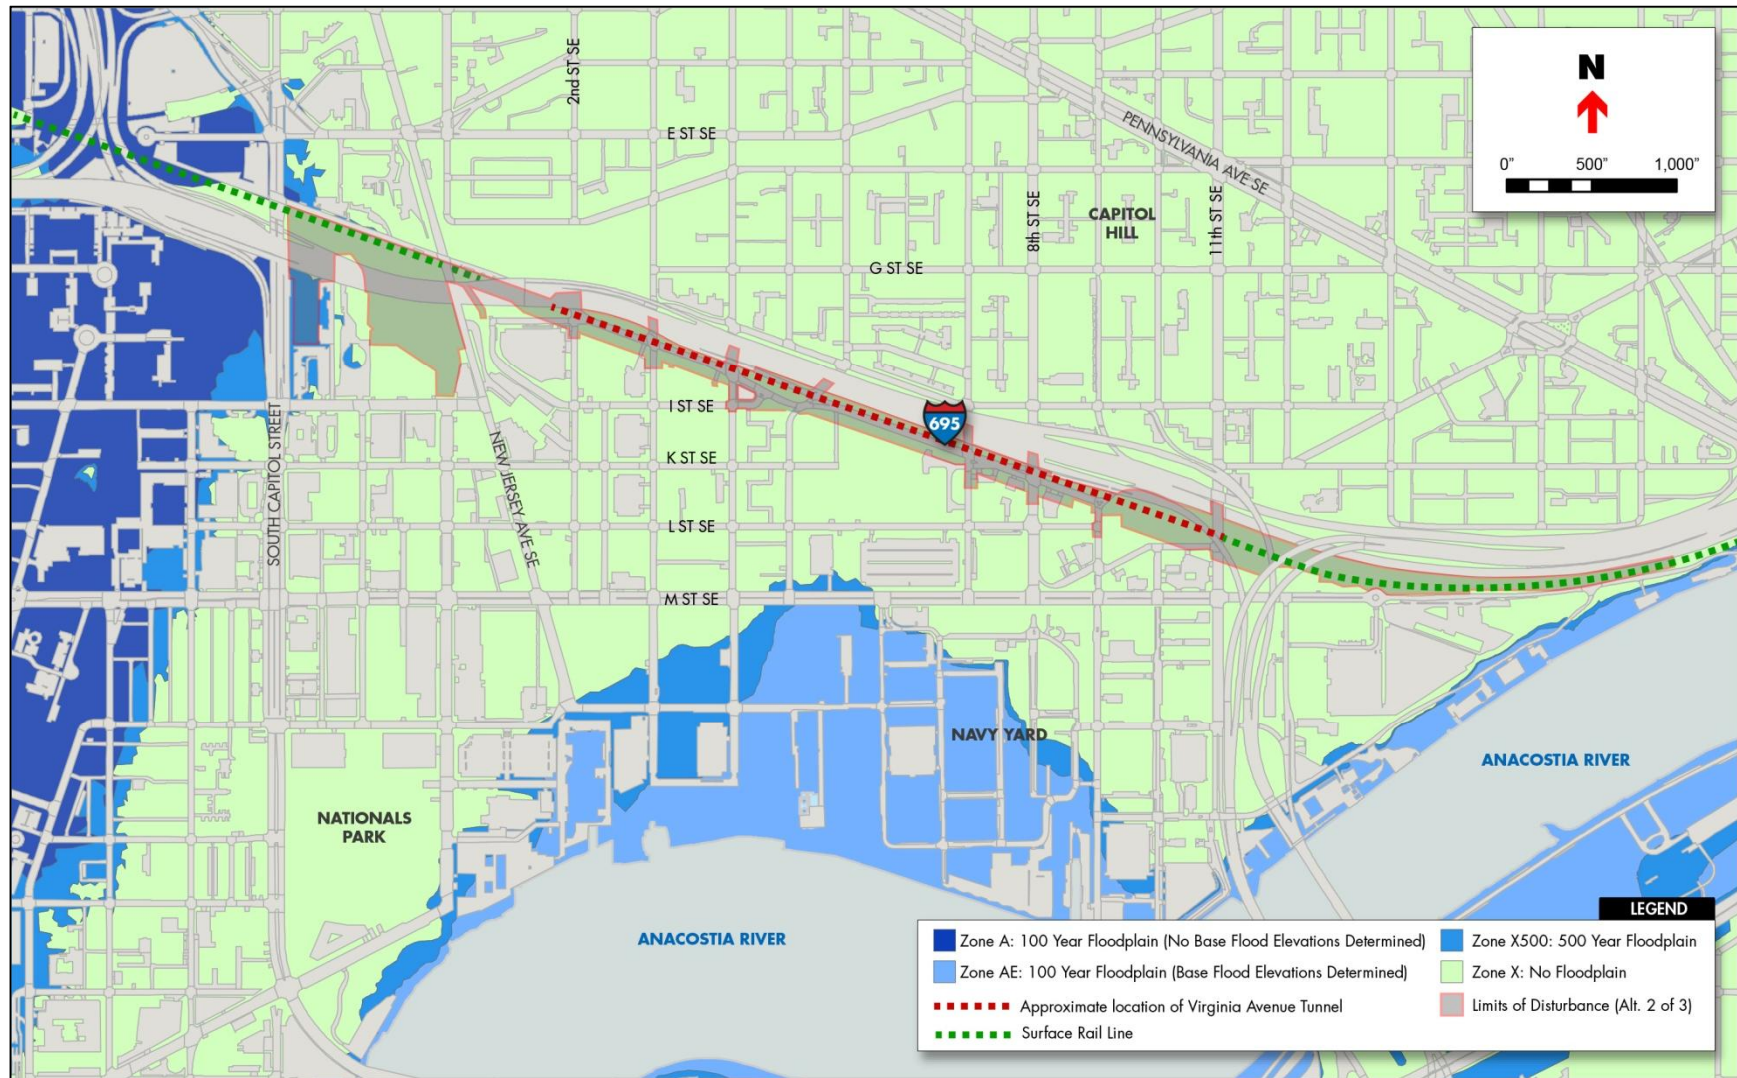 N
0" 500" 1,000"
2nd ST SE
E ST SE
PENNSYLVANIA AVE SE
8th ST SE
CAPITOL
HILL
11th ST SE
G ST SE
I ST SE
695
SOUTH CAPITOL STREET
NEW JERSEY AVE SE
K ST SE
L ST SE
M ST SE
NAVY YARD
ANACOSTIA RIVER
NATIONALS
PARK
ANACOSTIA RIVER
LEGEND
Zone A: 100 Year Floodplain (No Base Flood Elevations Determined)
Zone X500: 500 Year Floodplain
Zone AE: 100 Year Floodplain (Base Flood Elevations Determined)
Zone X: No Floodplain
Approximate location of Virginia Avenue Tunnel
Limits of Disturbance (Alt. 2 of 3)
Surface Rail Line